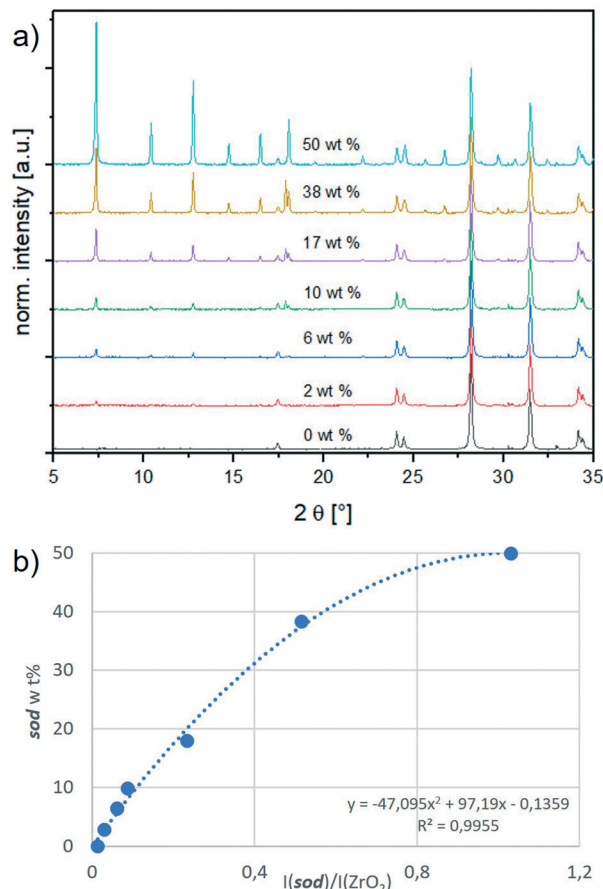 a)
norm. intensity [a.u.]
50 wt %
38 wt %
17 wt %
10 wt %
6 wt %
2 wt %
0 wt %
5 10 15 20 25 30 35
2 θ [°]
b)
sod w t%
50
40
30
20
10
0
y = -47,095x² + 97,19x - 0,1359
R² = 0,9955
0 0,4 0,8 1,2
I(sod)/I(ZrO₂)